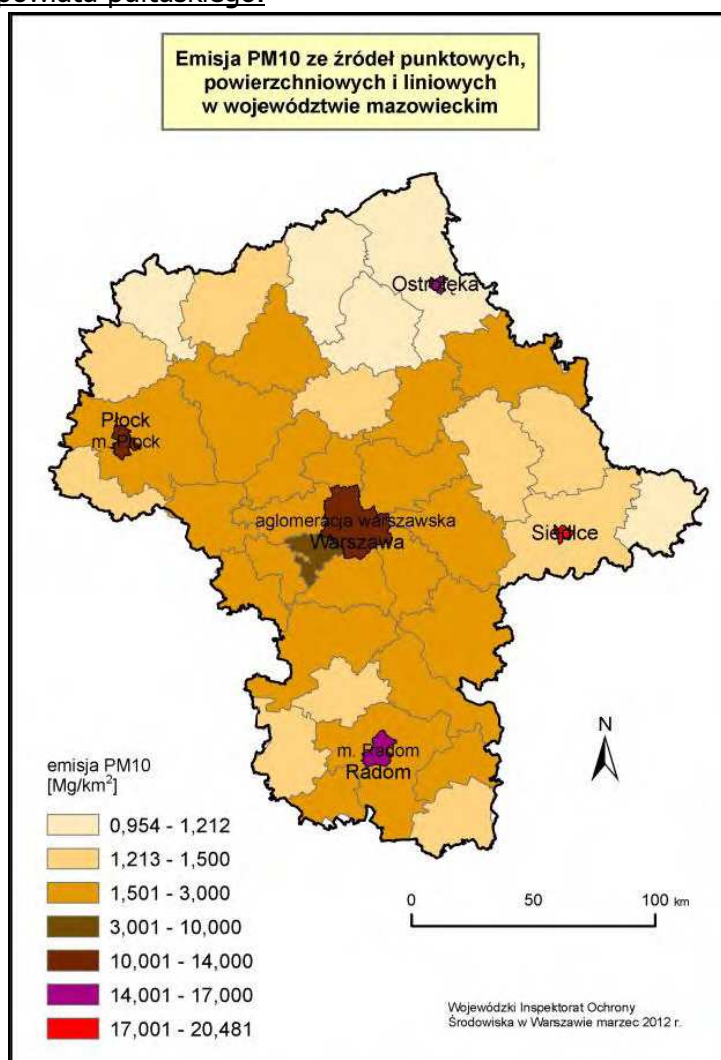 powiatu pułtuskiego.
Emisja PM10 ze źródeł punktowych,
powierzchniowych i liniowych
w województwie mazowieckim
Ostrołęka
Płock
m. Płock
aglomeracja warszawska
Warszawa
Siedlce
m. Radom
Radom
N
emisja PM10
[Mg/km²]
0,954 - 1,212
1,213 - 1,500
1,501 - 3,000
3,001 - 10,000
10,001 - 14,000
14,001 - 17,000
17,001 - 20,481
0 50 100 km
Wojewódzki Inspektorat Ochrony
Środowiska w Warszawie marzec 2012 r.